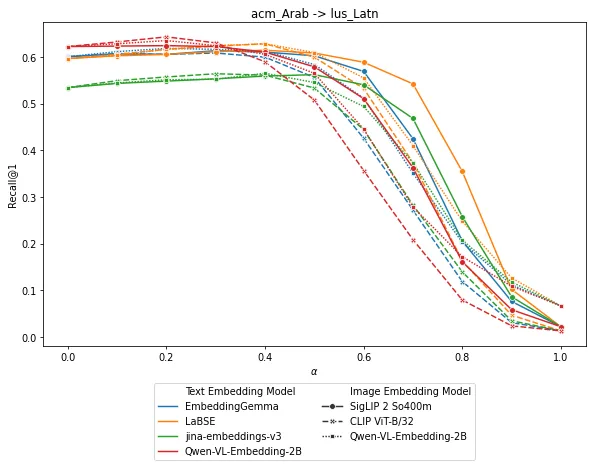 acm_Arab -> lus_Latn
Recall@1
0.6
0.5
0.4
0.3
0.2
0.1
0.0
0.0 0.2 0.4 0.6 0.8 1.0
α
Text Embedding Model Image Embedding Model
EmbeddingGemma SigLIP 2 So400m
LaBSE CLIP ViT-B/32
jina-embeddings-v3 Qwen-VL-Embedding-2B
Qwen-VL-Embedding-2B